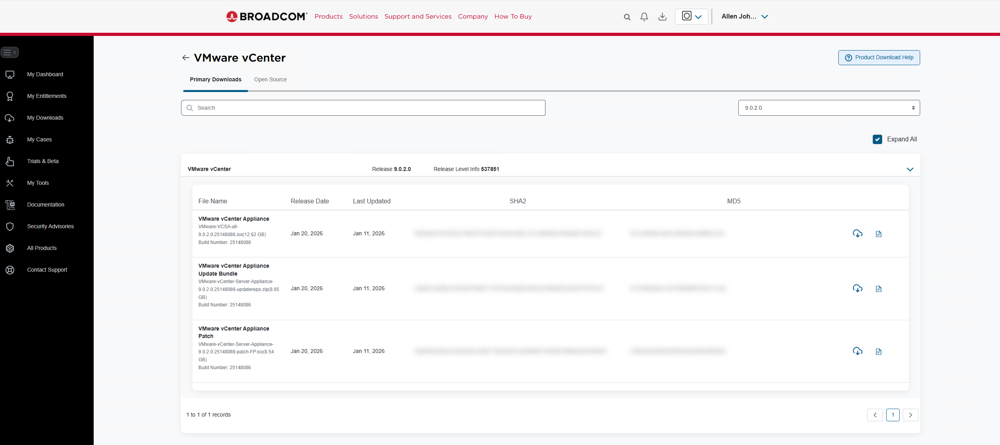 BROADCOM
Products Solutions Support and Services Company How To Buy
Allen Joh...
My Dashboard
My Entitlements
My Downloads
My Cases
Trials & Beta
My Tools
Documentation
Security Advisories
All Products
Contact Support
VMware vCenter
Product Download Help
Primary Downloads Open Source
Search
9.0.2.0
Expand All
VMware vCenter Release 9.0.2.0 Release Level Info 537851
File Name Release Date Last Updated SHA2 MD5
VMware vCenter Appliance
VMware-VCSA-all-
9.0.2.0.25148086.iso(12.62 GB)
Build Number: 25148086
Jan 20, 2026 Jan 11, 2026
VMware vCenter Appliance
Update Bundle
VMware-vCenter-Server-Appliance-
9.0.2.0.25148086-updaterepo.zip(8.65
GB)
Build Number: 25148086
Jan 20, 2026 Jan 11, 2026
VMware vCenter Appliance
Patch
VMware-vCenter-Server-Appliance-
9.0.2.0.25148086-patch-FP.iso(8.54
GB)
Build Number: 25148086
Jan 20, 2026 Jan 11, 2026
1 to 1 of 1 records
1